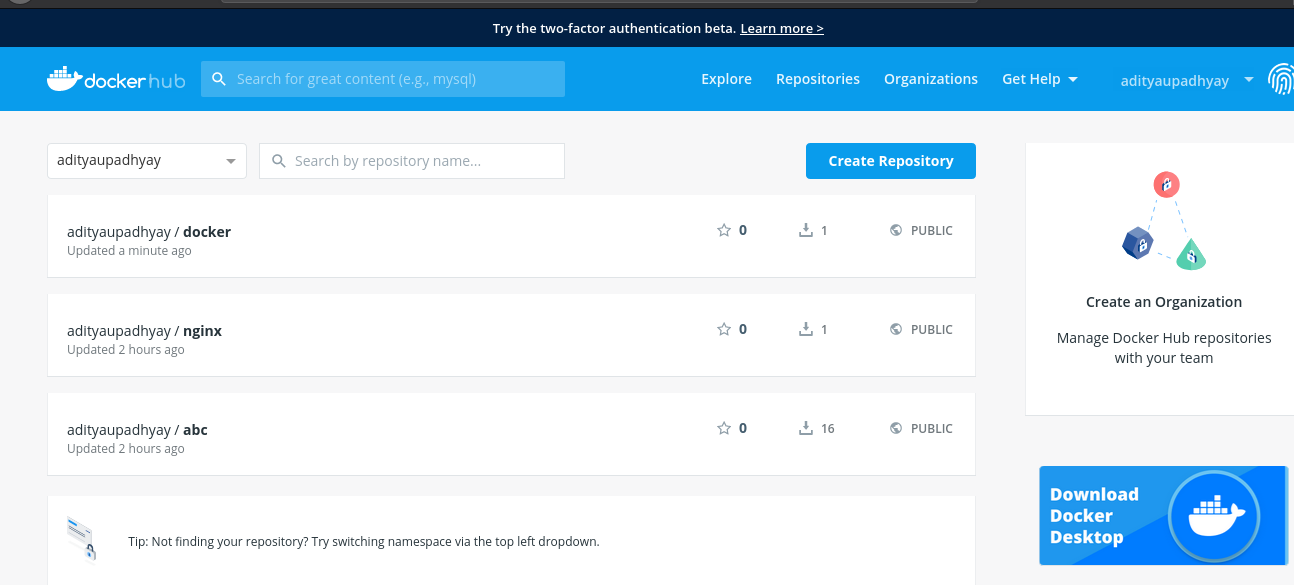 Try the two-factor authentication beta. Learn more >
dockerhub Search for great content (e.g., mysql) Explore Repositories Organizations Get Help adityaupadhyay
adityaupadhyay Search by repository name... Create Repository
adityaupadhyay / docker 0 1 PUBLIC
Updated a minute ago
adityaupadhyay / nginx 0 1 PUBLIC
Updated 2 hours ago
adityaupadhyay / abc 0 16 PUBLIC
Updated 2 hours ago
Tip: Not finding your repository? Try switching namespace via the top left dropdown.
Create an Organization
Manage Docker Hub repositories
with your team
Download
Docker
Desktop